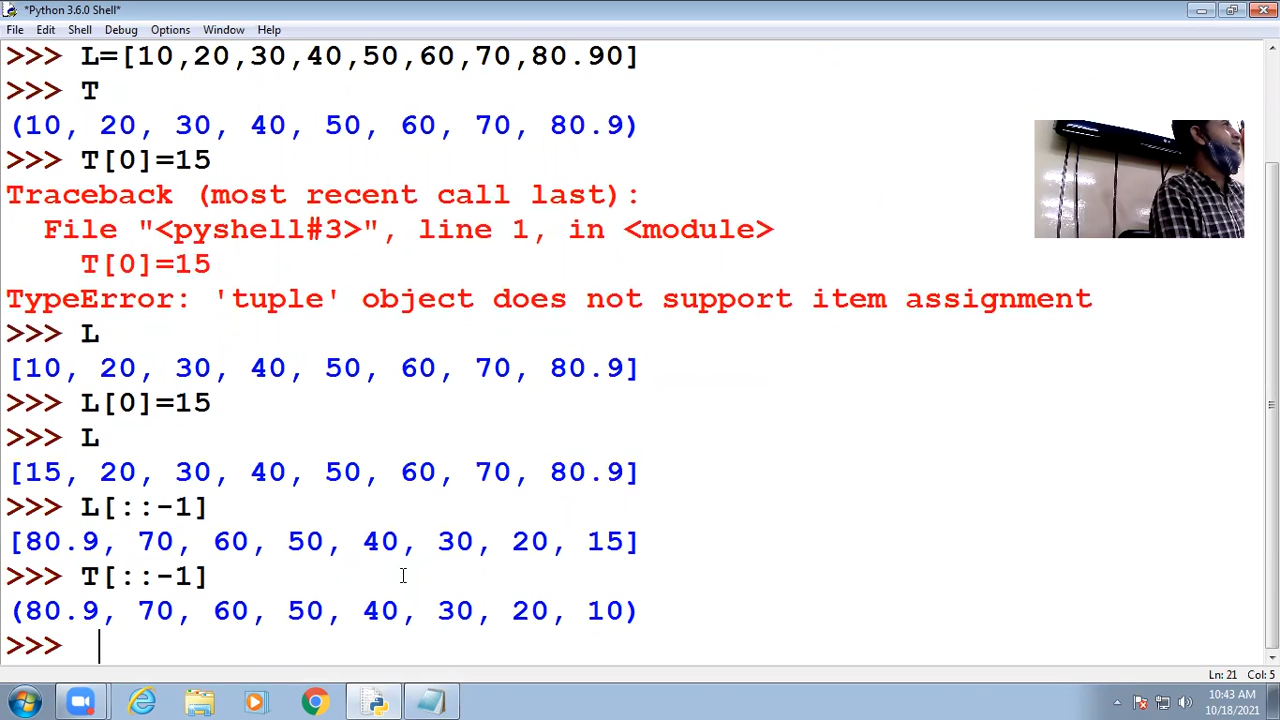 *Python 3.6.0 Shell*
File Edit Shell Debug Options Window Help
>>> L=[10,20,30,40,50,60,70,80.90]
>>> T
(10, 20, 30, 40, 50, 60, 70, 80.9)
>>> T[0]=15
Traceback (most recent call last):
  File "<pyshell#3>", line 1, in <module>
    T[0]=15
TypeError: 'tuple' object does not support item assignment
>>> L
[10, 20, 30, 40, 50, 60, 70, 80.9]
>>> L[0]=15
>>> L
[15, 20, 30, 40, 50, 60, 70, 80.9]
>>> L[::-1]
[80.9, 70, 60, 50, 40, 30, 20, 15]
>>> T[::-1]
(80.9, 70, 60, 50, 40, 30, 20, 10)
>>>
Ln: 21 Col: 5
10:43 AM
10/18/2021